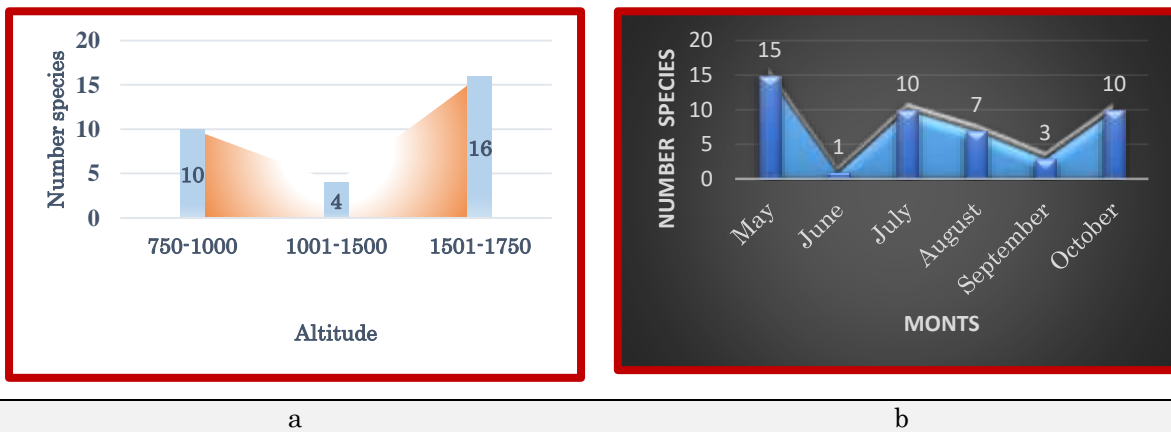 Number species
20
15
10
5
0
10
4
16
750-1000
1001-1500
1501-1750
Altitude
a
NUMBER SPECIES
20
15
10
5
0
15
1
10
7
3
10
May
June
July
August
September
October
MONTS
b